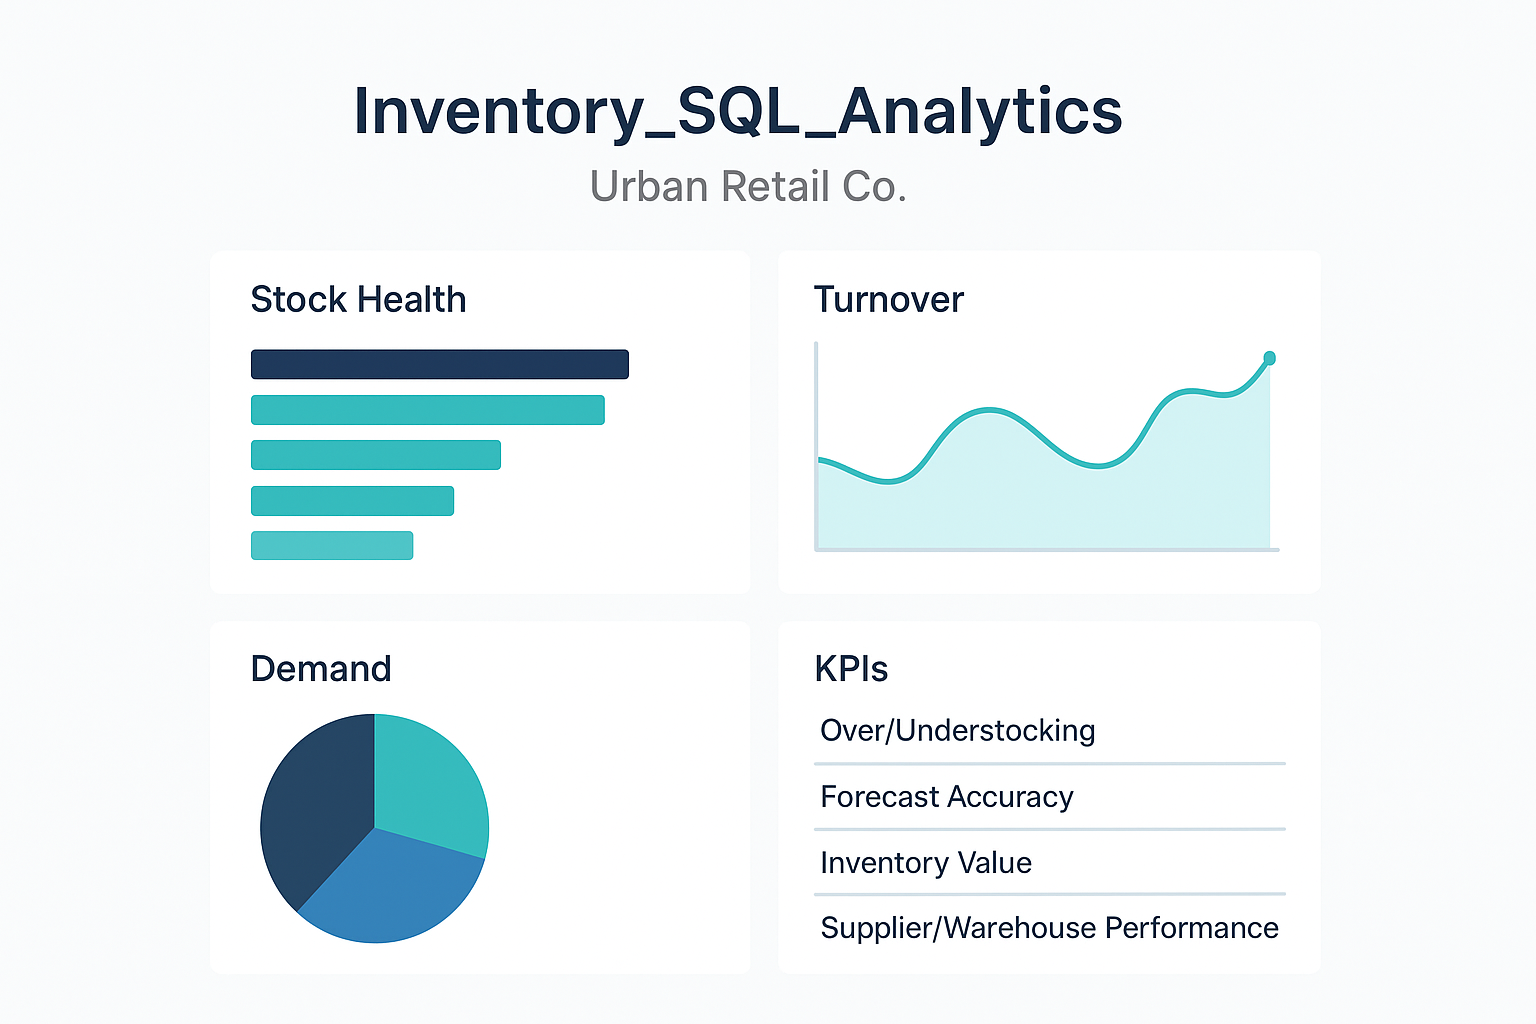 Inventory_SQL_Analytics
Urban Retail Co.
Stock Health
Turnover
Demand
KPIs
Over/Understocking
Forecast Accuracy
Inventory Value
Supplier/Warehouse Performance